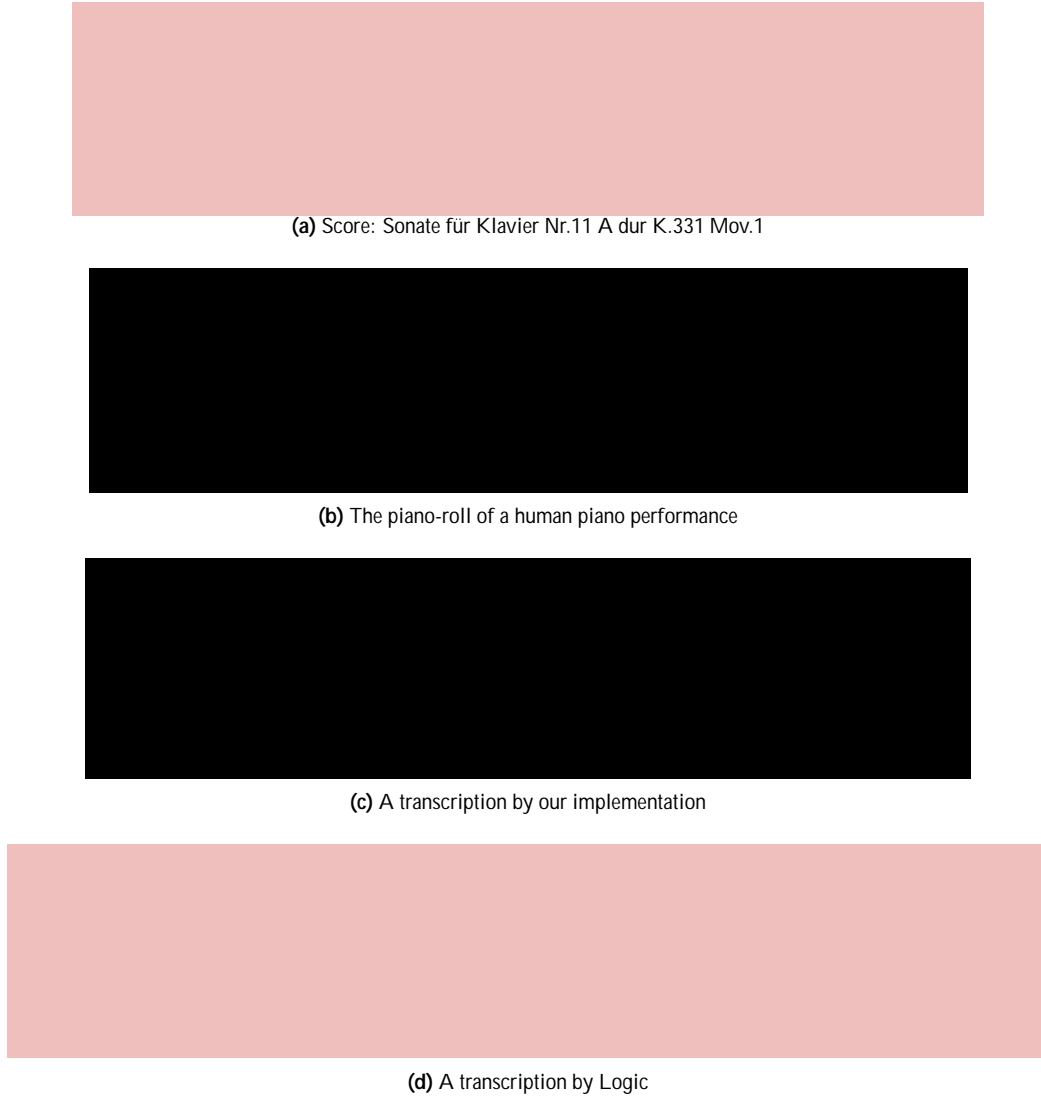 (a) Score: Sonate für Klavier Nr.11 A dur K.331 Mov.1
(b) The piano-roll of a human piano performance
(c) A transcription by our implementation
(d) A transcription by Logic